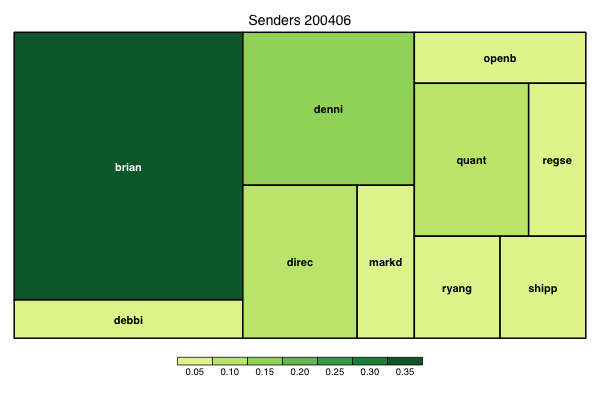 Senders 200406
openb
denni
quant
regse
brian
direc
markd
ryang
shipp
debbi
0.05 0.10 0.15 0.20 0.25 0.30 0.35